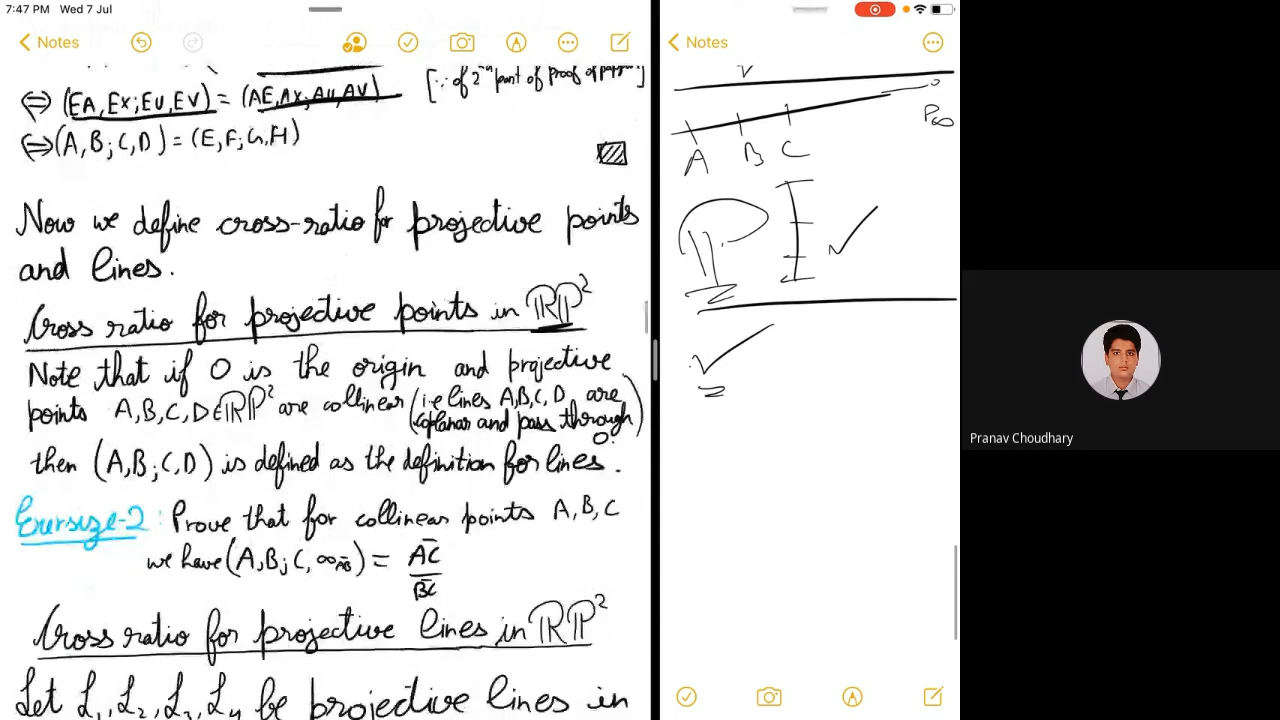 7:47 PM Wed 7 Jul
Notes
[∵ of 2nd part of proof of
⇔ (EA, EX; EU, EV) = (AE, AX; AU, AV)
⇔ (A, B; C, D) = (E, F; G, H)
Now we define cross-ratio for projective points
and lines.
Cross ratio for projective points in ℝℙ²
Note that if O is the origin and projective
points A, B, C, D ∈ ℝℙ² are collinear (i.e lines A, B, C, D are
coplanar and pass through
O.)
then (A, B; C, D) is defined as the definition for lines.
Exersize-2: Prove that for collinear points A, B, C
we have (A, B; C, ∞_AB) = AC̄/BC̄
Cross ratio for projective lines in ℝℙ²
Let L₁, L₂, L₃, L₄ be projective lines in
Notes
P∞
A B C
Pranav Choudhary